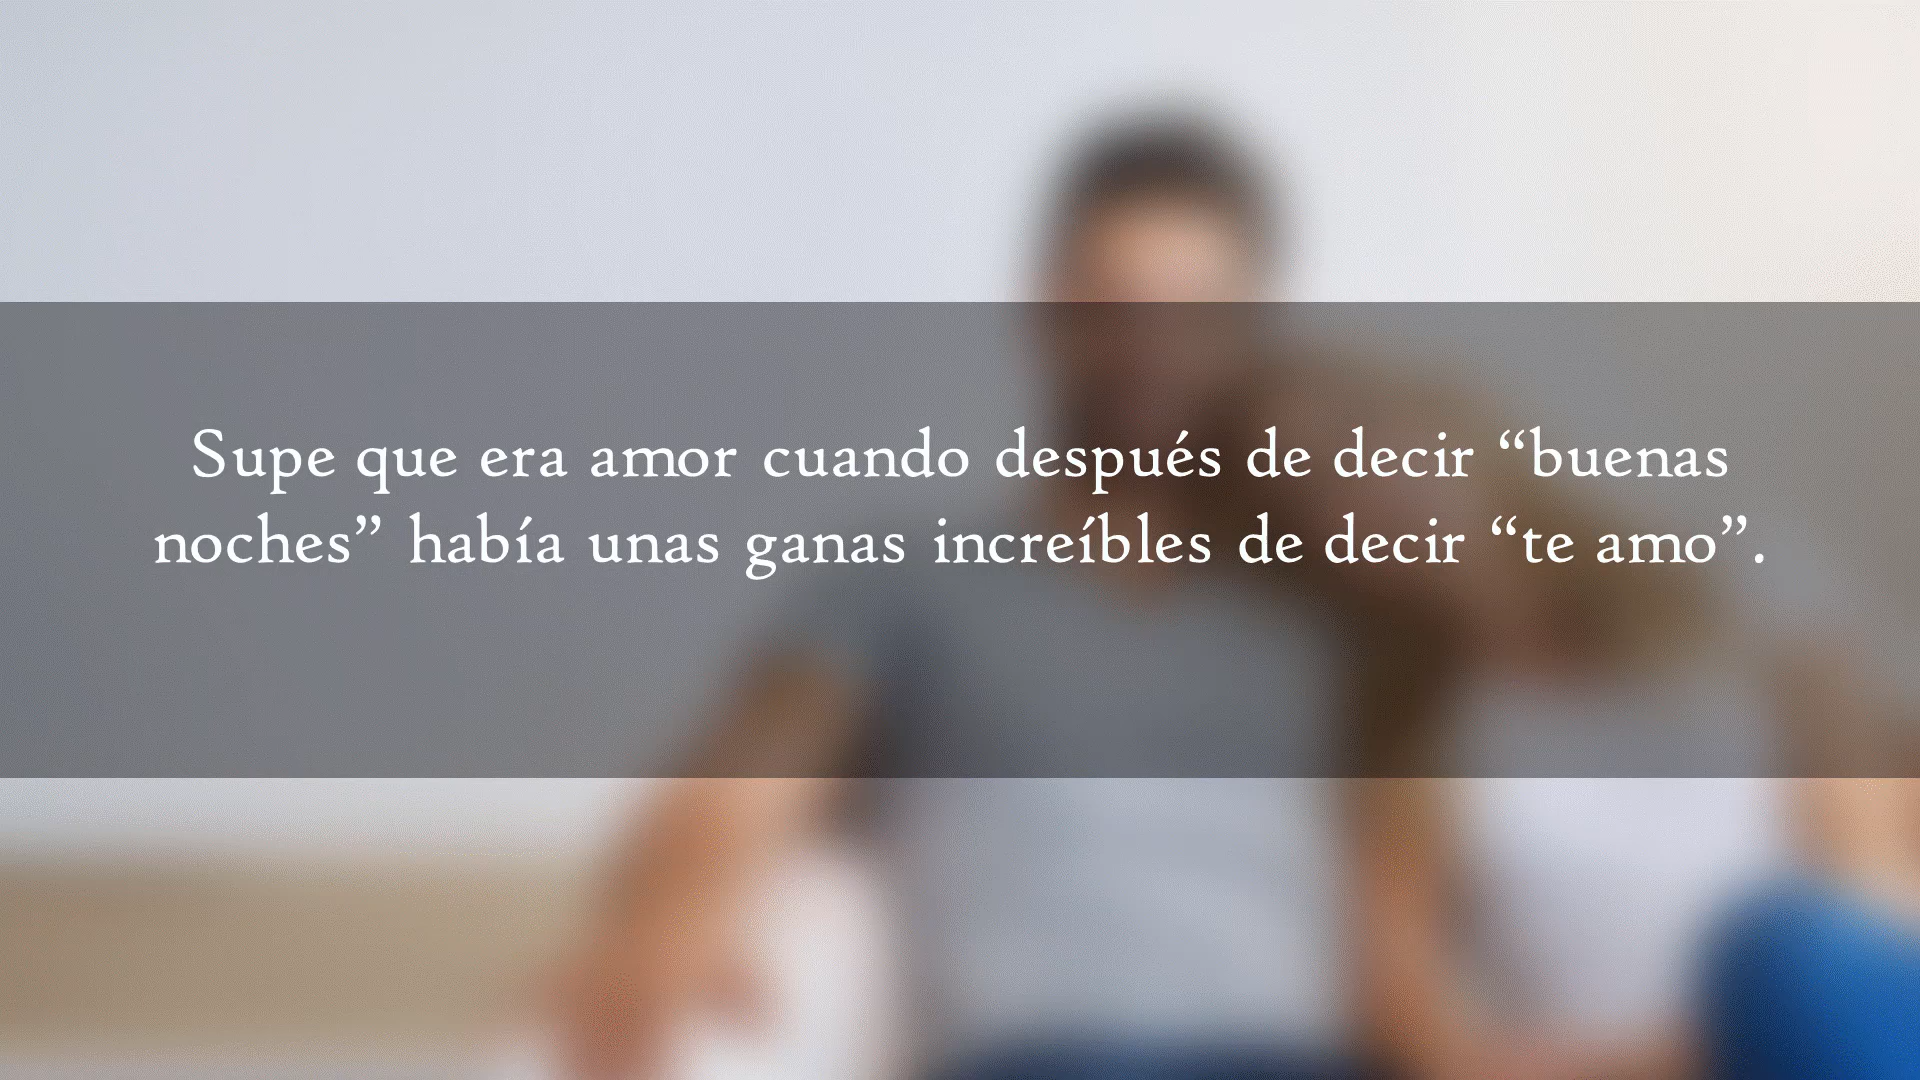 Supe que era amor cuando después de decir “buenas
noches” había unas ganas increíbles de decir “te amo”.